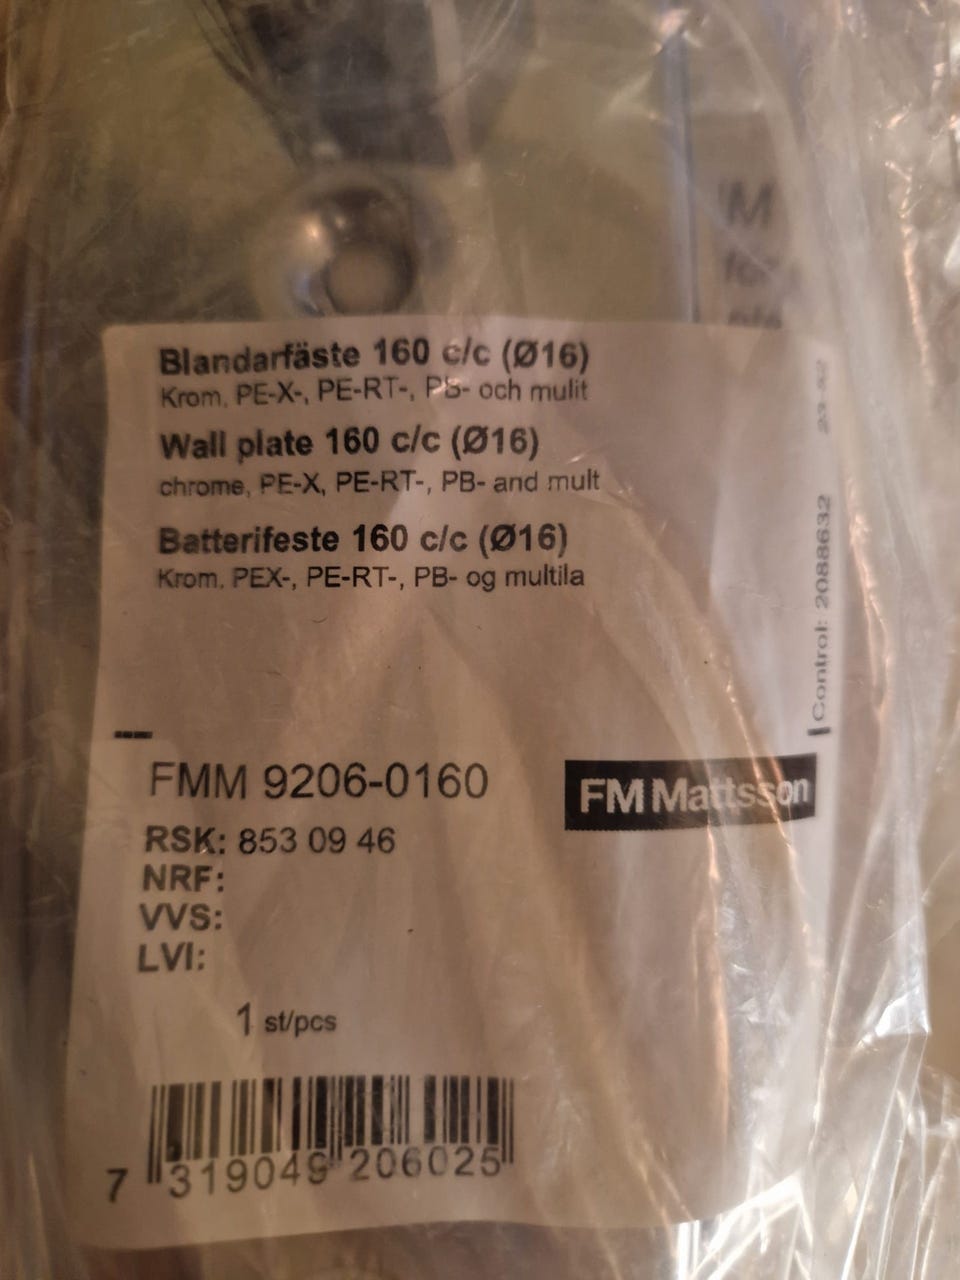 Blandarfäste 160 c/c (Ø16)
Krom, PE-X-, PE-RT-, PB- och mulit
Wall plate 160 c/c (Ø16)
chrome, PE-X, PE-RT-, PB- and mult
Batterifeste 160 c/c (Ø16)
Krom, PEX-, PE-RT-, PB- og multila
Control: 2088632
FMM 9206-0160
FM Mattsson
RSK: 853 09 46
NRF:
VVS:
LVI:
1 st/pcs
7 319049 206025